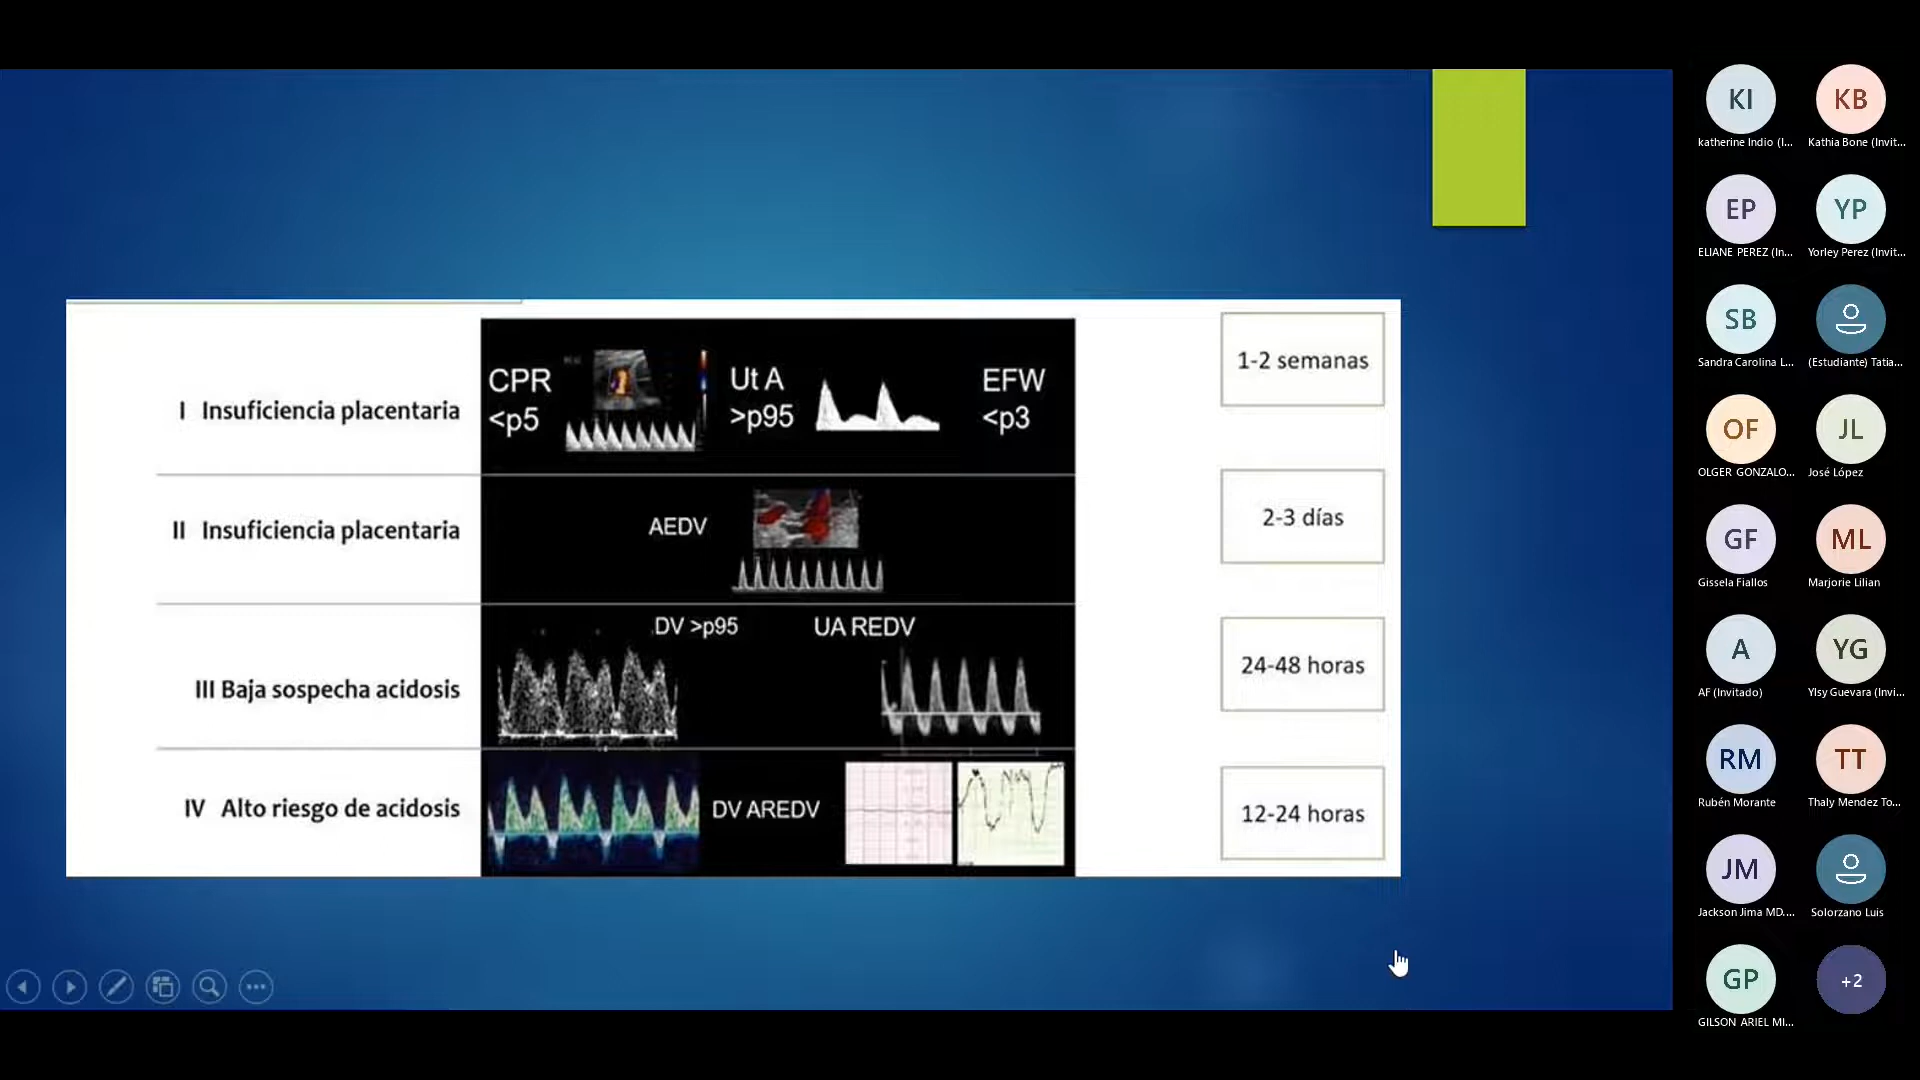 I Insuficiencia placentaria
CPR
<p5
Ut A
>p95
EFW
<p3
1-2 semanas
II Insuficiencia placentaria
AEDV
2-3 días
III Baja sospecha acidosis
DV >p95
UA REDV
24-48 horas
IV Alto riesgo de acidosis
DV AREDV
12-24 horas
KI
katherine Indio (I...
KB
Kathia Bone (Invit...
EP
ELIANE PEREZ (In...
YP
Yorley Perez (Invit...
SB
Sandra Carolina L...
(Estudiante) Tatia...
OF
OLGER GONZALO...
JL
José López
GF
Gissela Fiallos
ML
Marjorie Lilian
A
AF (Invitado)
YG
Ylsy Guevara (Invi...
RM
Rubén Morante
TT
Thaly Mendez To...
JM
Jackson Jima MD....
Solorzano Luis
GP
GILSON ARIEL MI...
+2